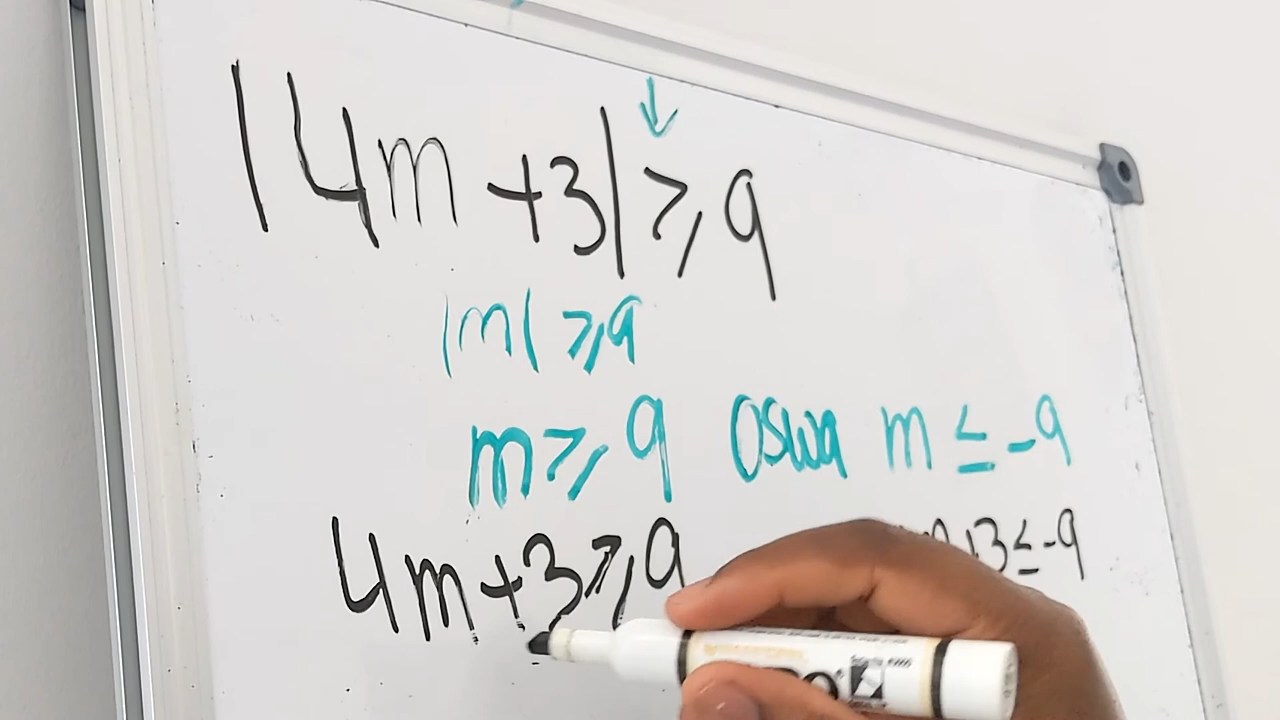 |4m +3| ≥ 9
|m| ≥ 9
m ≥ 9 oswa m ≤ -9
4m +3 ≥ 9 +3 ≤ -9